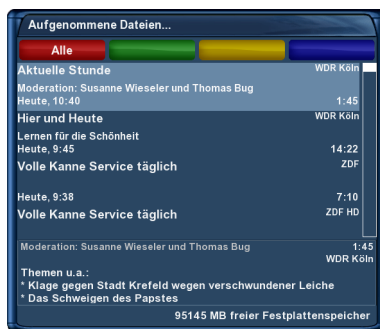 Aufgenommene Dateien...
Alle
Aktuelle Stunde WDR Köln
Moderation: Susanne Wieseler und Thomas Bug
Heute, 10:40 1:45
Hier und Heute WDR Köln
Lernen für die Schönheit
Heute, 9:45 14:22
Volle Kanne Service täglich ZDF
Heute, 9:38 7:10
Volle Kanne Service täglich ZDF HD
Moderation: Susanne Wieseler und Thomas Bug 1:45
WDR Köln
Themen u.a.:
* Klage gegen Stadt Krefeld wegen verschwundener Leiche
* Das Schweigen des Papstes
95145 MB freier Festplattenspeicher